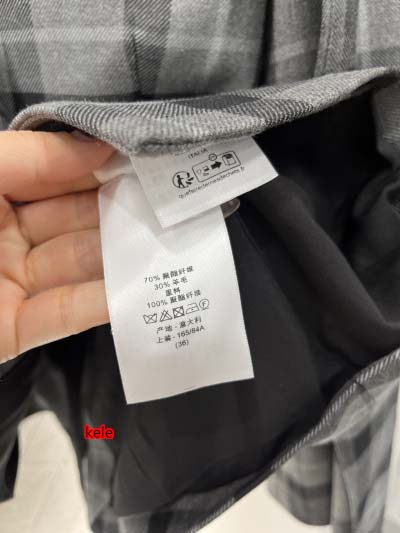 ITALIA
quefairedemesdechets.fr
70% 聚酯纤维
30% 羊毛
里料
100% 聚酯纤维
产地 - 意大利
上装 - 165/84A
(36)
kele